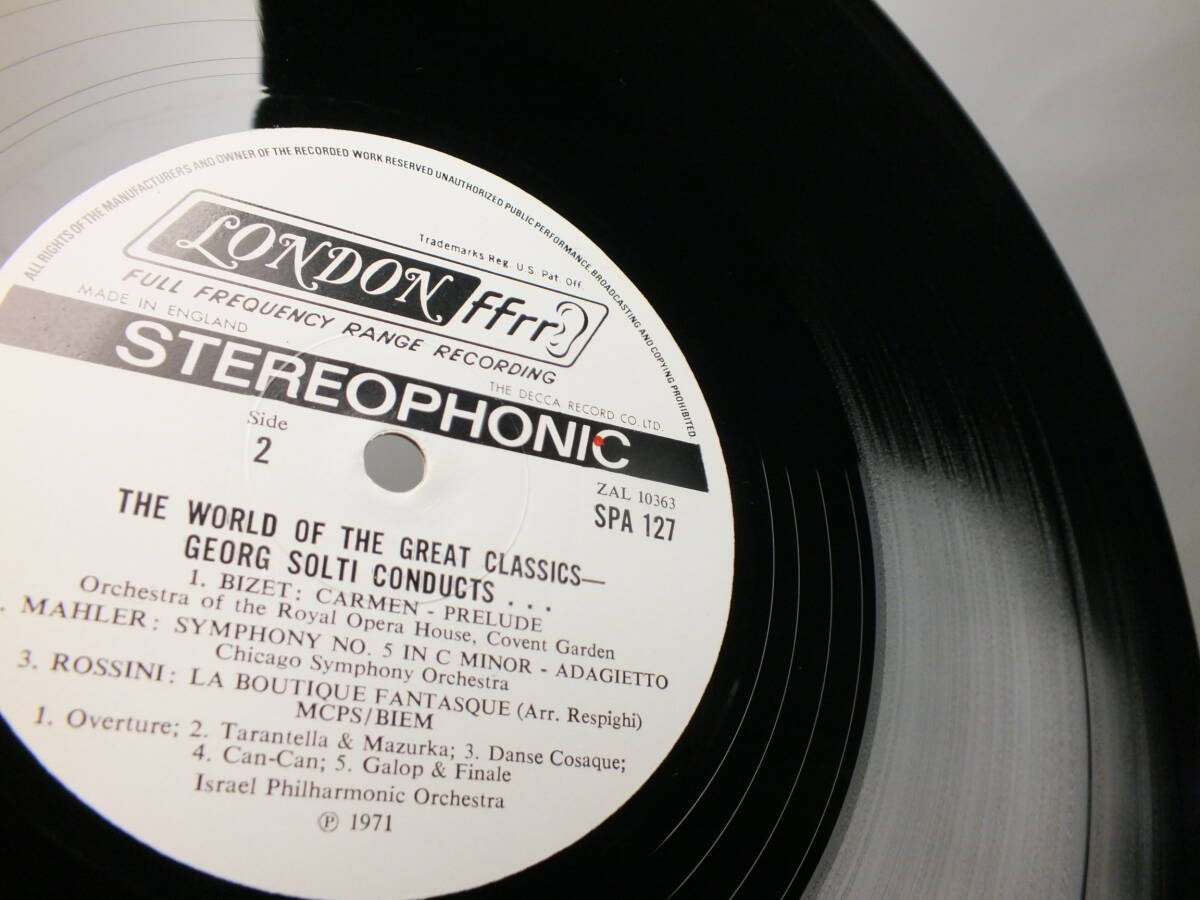 ALL RIGHTS OF THE MANUFACTURERS AND OWNER OF THE RECORDED WORK RESERVED UNAUTHORIZED PUBLIC PERFORMANCE, BROADCASTING AND COPYING PROHIBITED
Trademarks Reg. U.S. Pat. Off.
LONDON ffrr
FULL FREQUENCY RANGE RECORDING
MADE IN ENGLAND
STEREOPHONIC
THE DECCA RECORD CO. LTD.
Side
2
ZAL 10363
SPA 127
THE WORLD OF THE GREAT CLASSICS—
GEORG SOLTI CONDUCTS . . .
1. BIZET: CARMEN - PRELUDE
Orchestra of the Royal Opera House, Covent Garden
. MAHLER: SYMPHONY NO. 5 IN C MINOR - ADAGIETTO
Chicago Symphony Orchestra
3. ROSSINI: LA BOUTIQUE FANTASQUE (Arr. Respighi)
MCPS/BIEM
1. Overture; 2. Tarantella & Mazurka; 3. Danse Cosaque;
4. Can-Can; 5. Galop & Finale
Israel Philharmonic Orchestra
℗ 1971